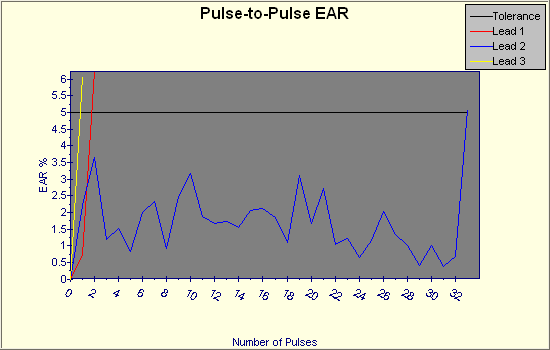 Pulse-to-Pulse EAR
Tolerance
Lead 1
Lead 2
Lead 3
6
5.5
5
4.5
4
3.5
3
2.5
2
1.5
1
0.5
0
EAR %
0 2 4 6 8 10 12 14 16 18 20 22 24 26 28 30 32
Number of Pulses